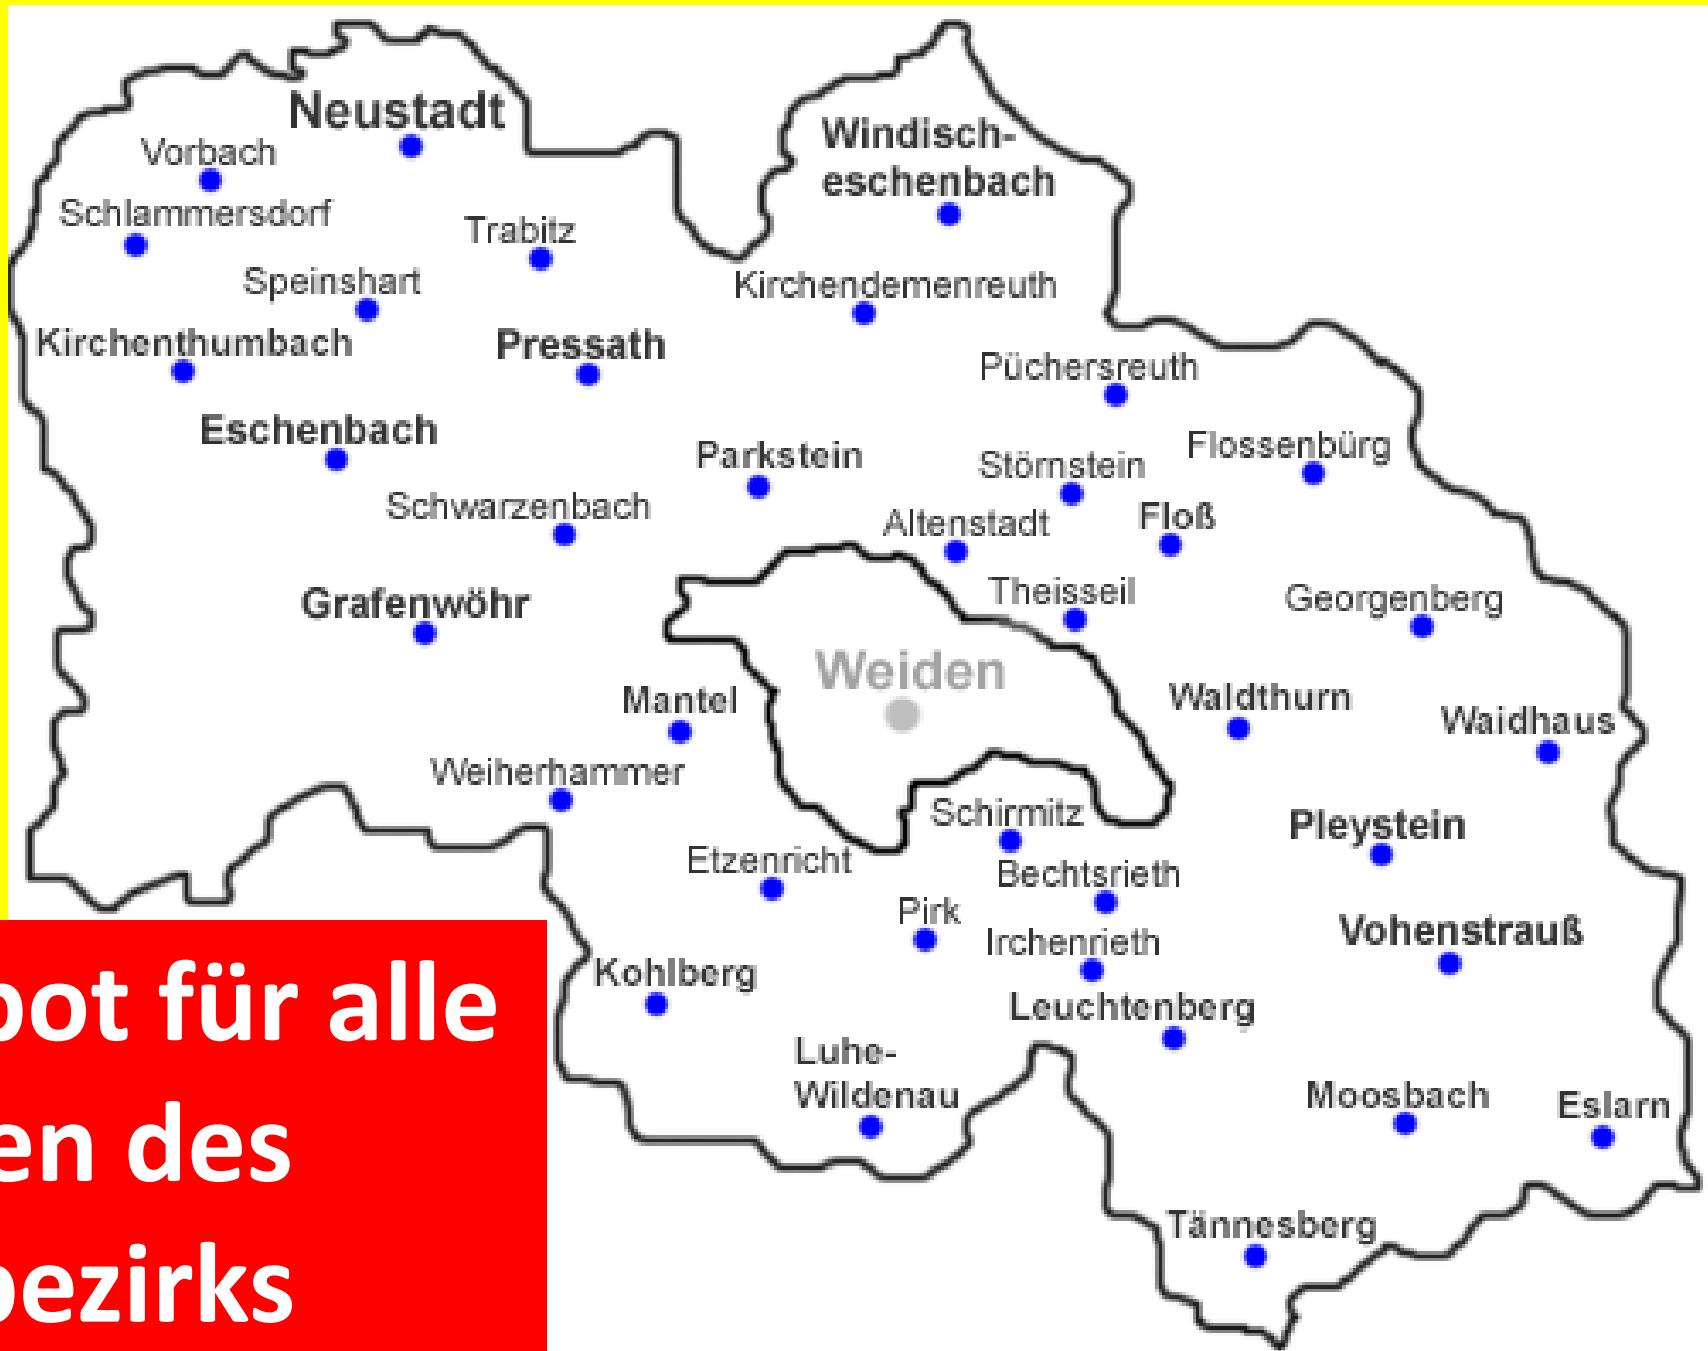 Neustadt
Windisch-
eschenbach
Vorbach
Schlammersdorf
Trabitz
Speinshart
Kirchendemenreuth
Kirchenthumbach
Pressath
Püchersreuth
Eschenbach
Parkstein
Störnstein
Flossenbürg
Schwarzenbach
Altenstadt
Floß
Grafenwöhr
Theisseil
Georgenberg
Weiden
Mantel
Waldthurn
Waidhaus
Weiherhammer
Schirmitz
Pleystein
Etzenricht
Bechtsrieth
Pirk
Irchenrieth
Vohenstrauß
Kohlberg
Leuchtenberg
Luhe-
Wildenau
Moosbach
Eslarn
Tännesberg
bot für alle
en des
bezirks